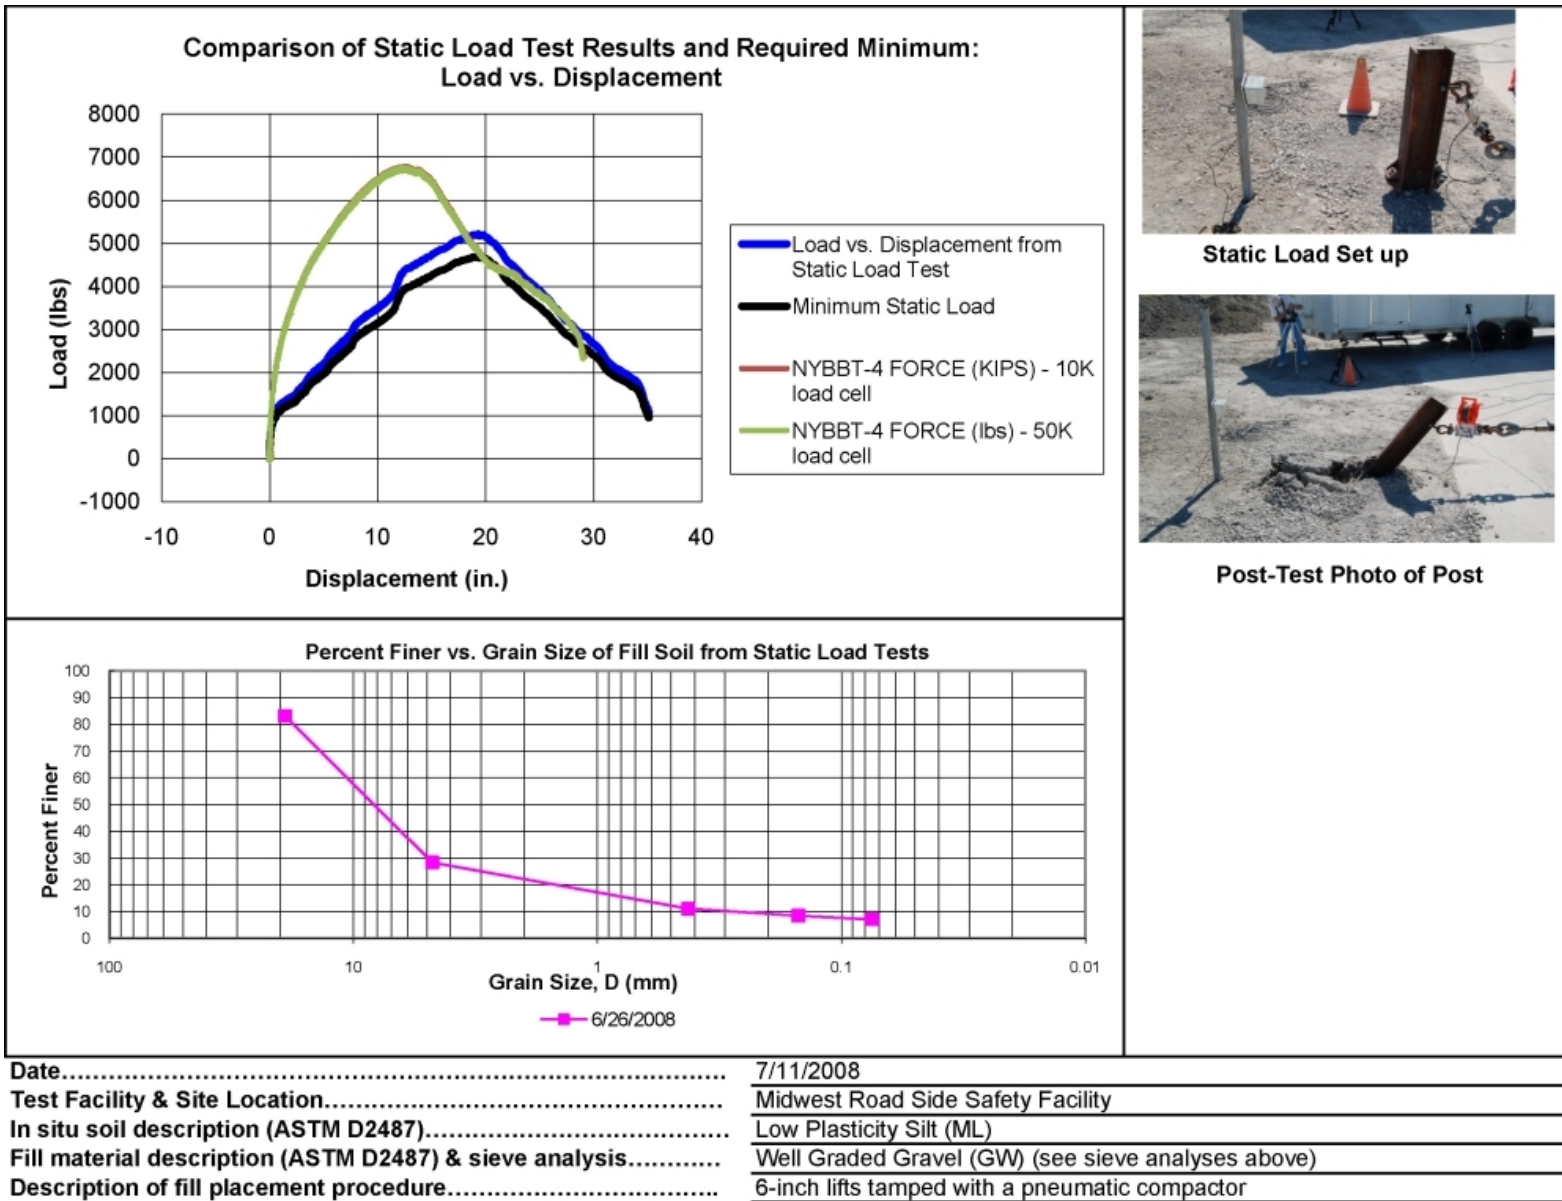 Comparison of Static Load Test Results and Required Minimum:
Load vs. Displacement
8000
7000
6000
5000
4000
3000
2000
1000
0
-1000
Load (lbs)
-10 0 10 20 30 40
Displacement (in.)
Load vs. Displacement from
Static Load Test
Minimum Static Load
NYBBT-4 FORCE (KIPS) - 10K
load cell
NYBBT-4 FORCE (lbs) - 50K
load cell
Static Load Set up
Post-Test Photo of Post
Percent Finer vs. Grain Size of Fill Soil from Static Load Tests
100
90
80
70
60
50
40
30
20
10
0
Percent Finer
100 10 1 0.1 0.01
Grain Size, D (mm)
6/26/2008
Date.......... 7/11/2008
Test Facility & Site Location.......... Midwest Road Side Safety Facility
In situ soil description (ASTM D2487).......... Low Plasticity Silt (ML)
Fill material description (ASTM D2487) & sieve analysis............ Well Graded Gravel (GW) (see sieve analyses above)
Description of fill placement procedure.......... 6-inch lifts tamped with a pneumatic compactor